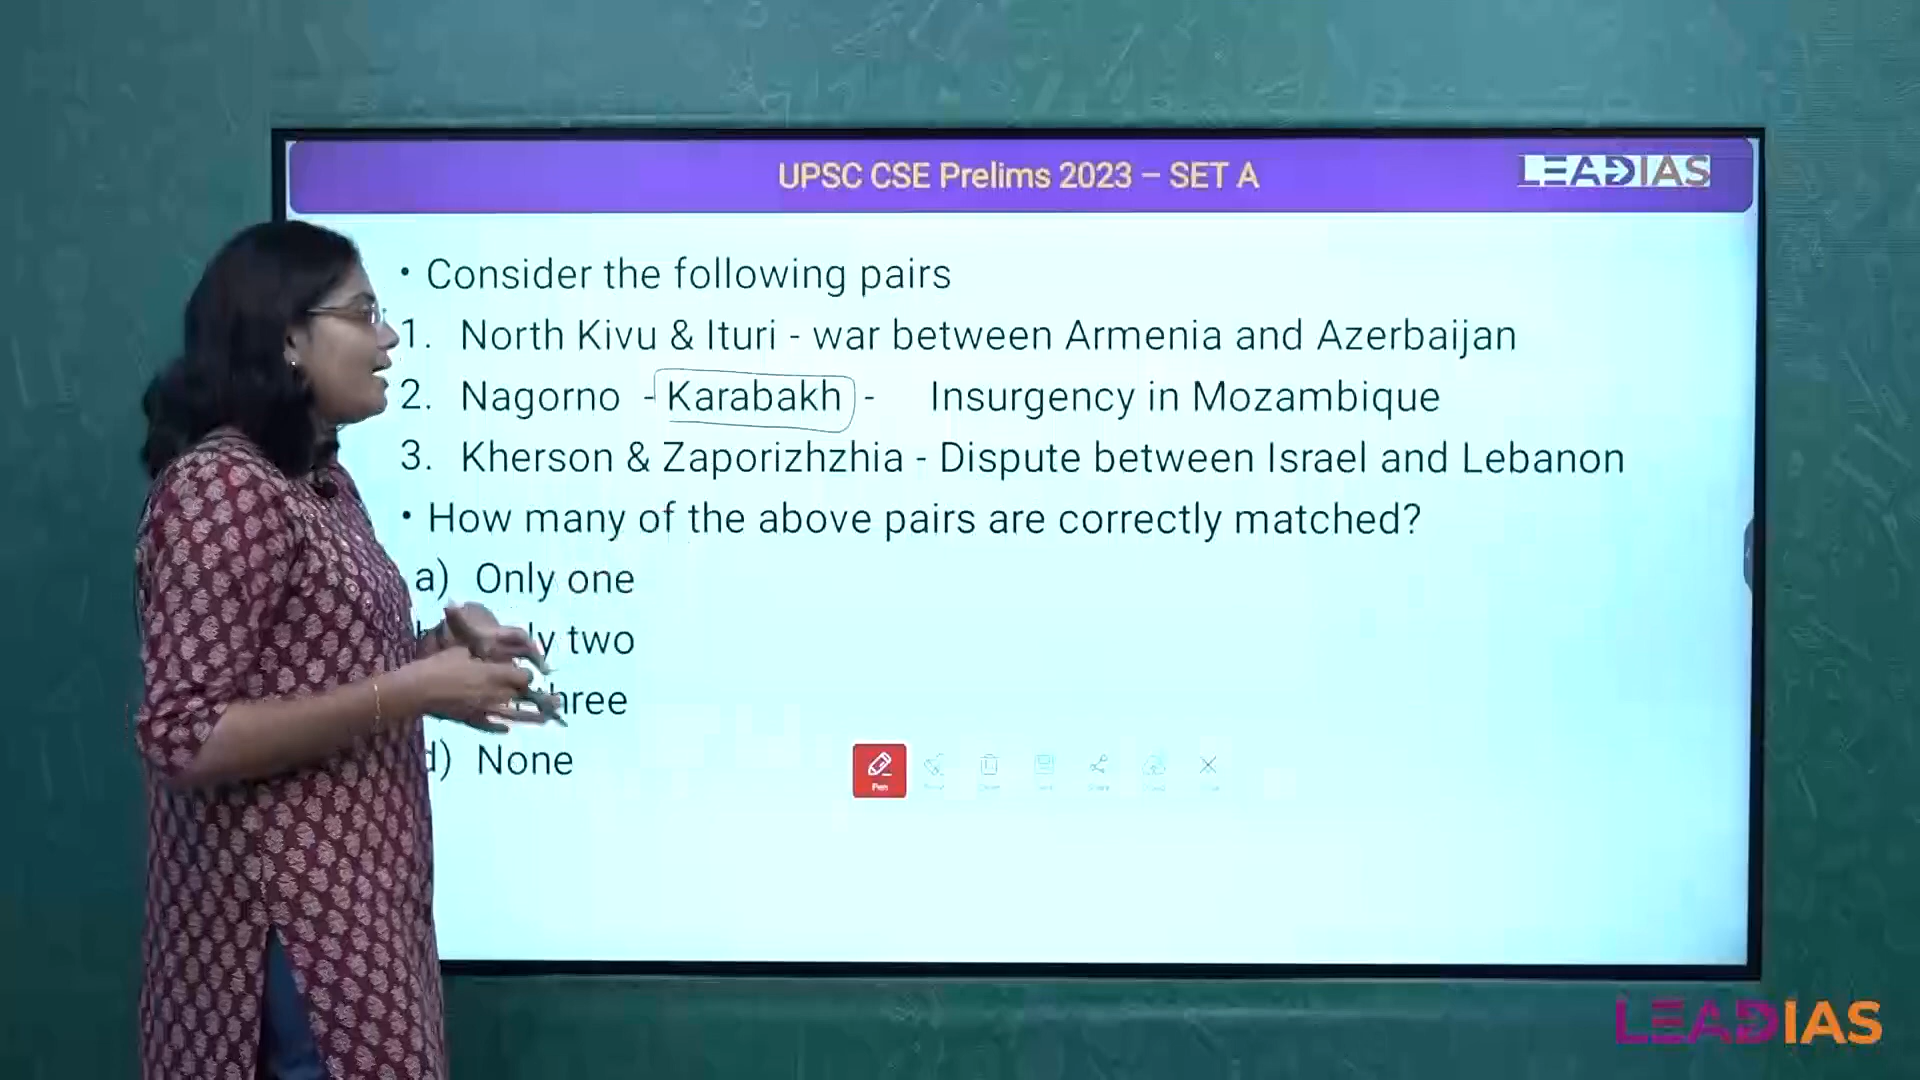 UPSC CSE Prelims 2023 – SET A
LEADIAS
• Consider the following pairs
1. North Kivu & Ituri - war between Armenia and Azerbaijan
2. Nagorno - Karabakh - Insurgency in Mozambique
3. Kherson & Zaporizhzhia - Dispute between Israel and Lebanon
• How many of the above pairs are correctly matched?
a) Only one
two
d) None
Pen
LEADIAS